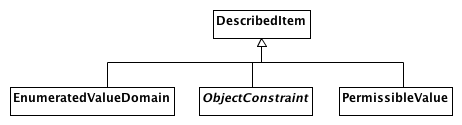 DescribedItem
EnumeratedValueDomain
ObjectConstraint
PermissibleValue